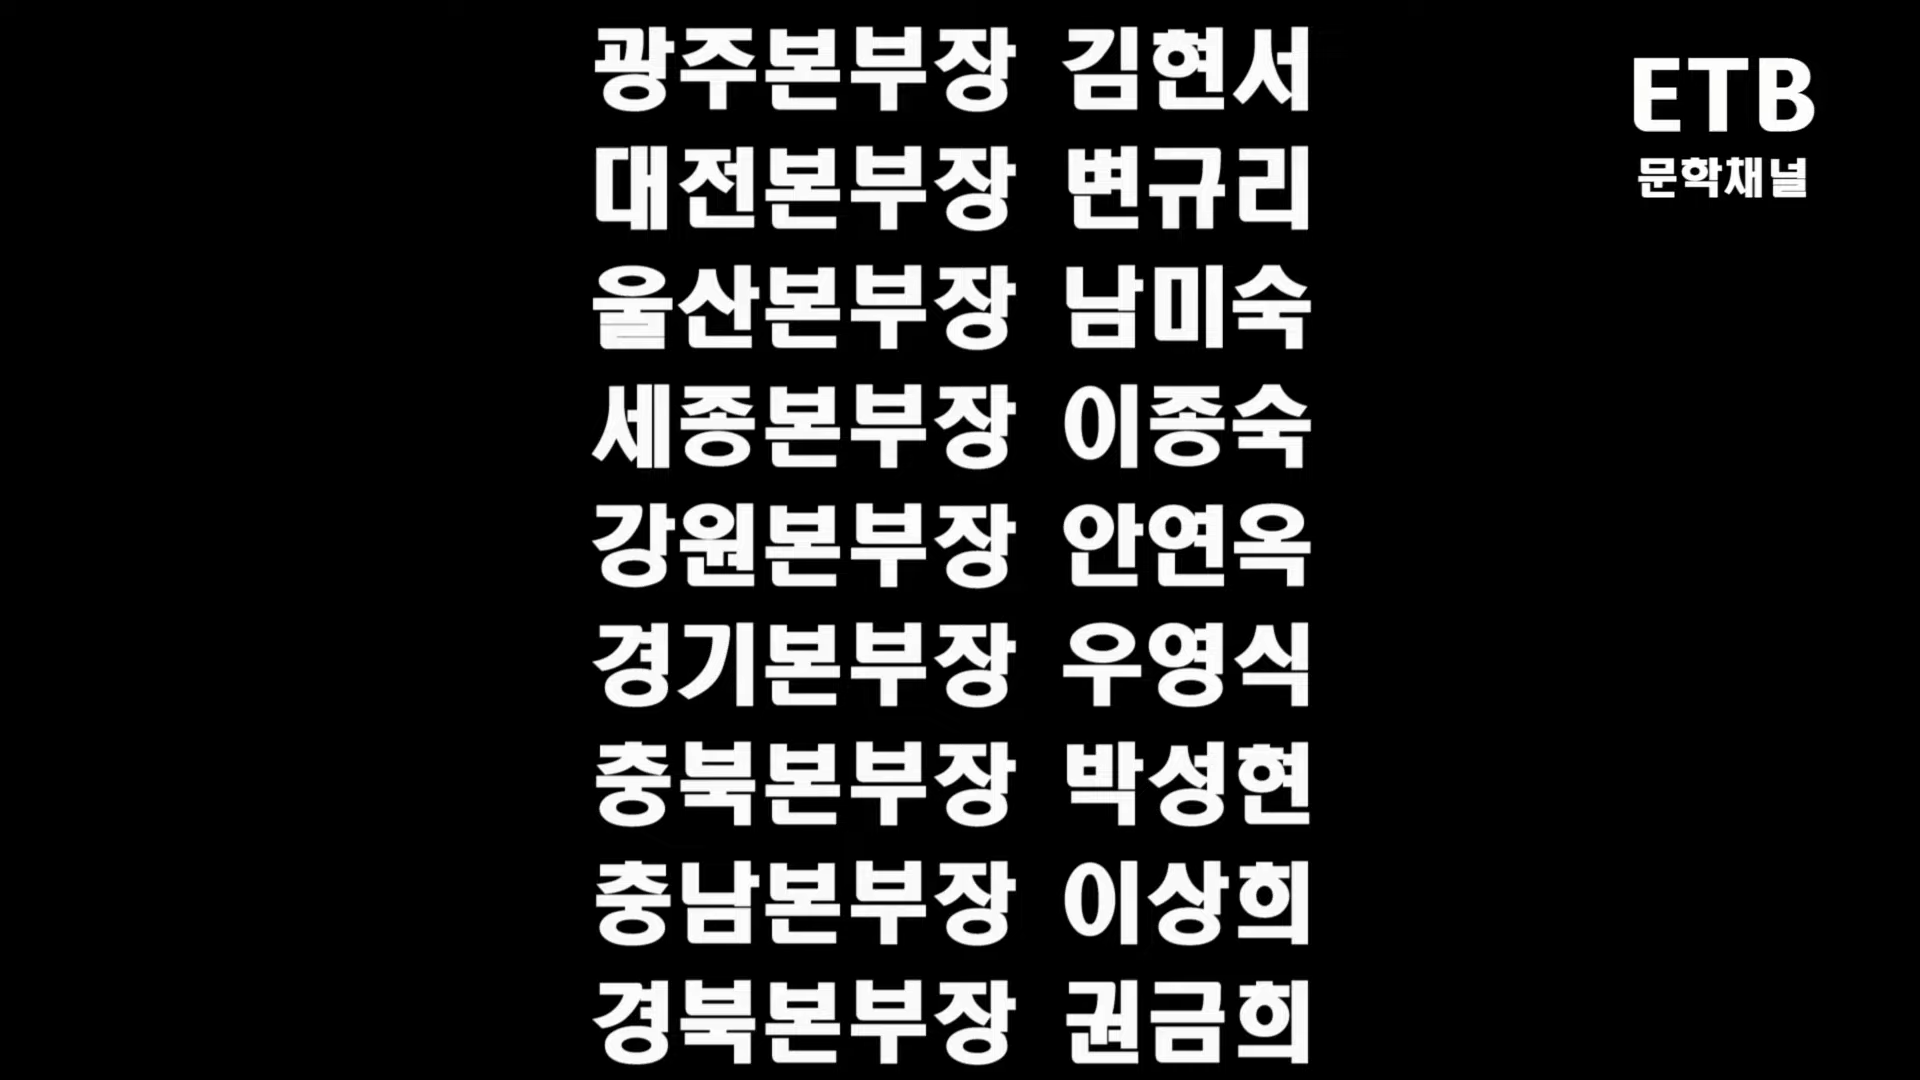 광주본부장 김현서
대전본부장 변규리
울산본부장 남미숙
세종본부장 이종숙
강원본부장 안연옥
경기본부장 우영식
충북본부장 박성현
충남본부장 이상희
경북본부장 권금희
ETB
문학채널